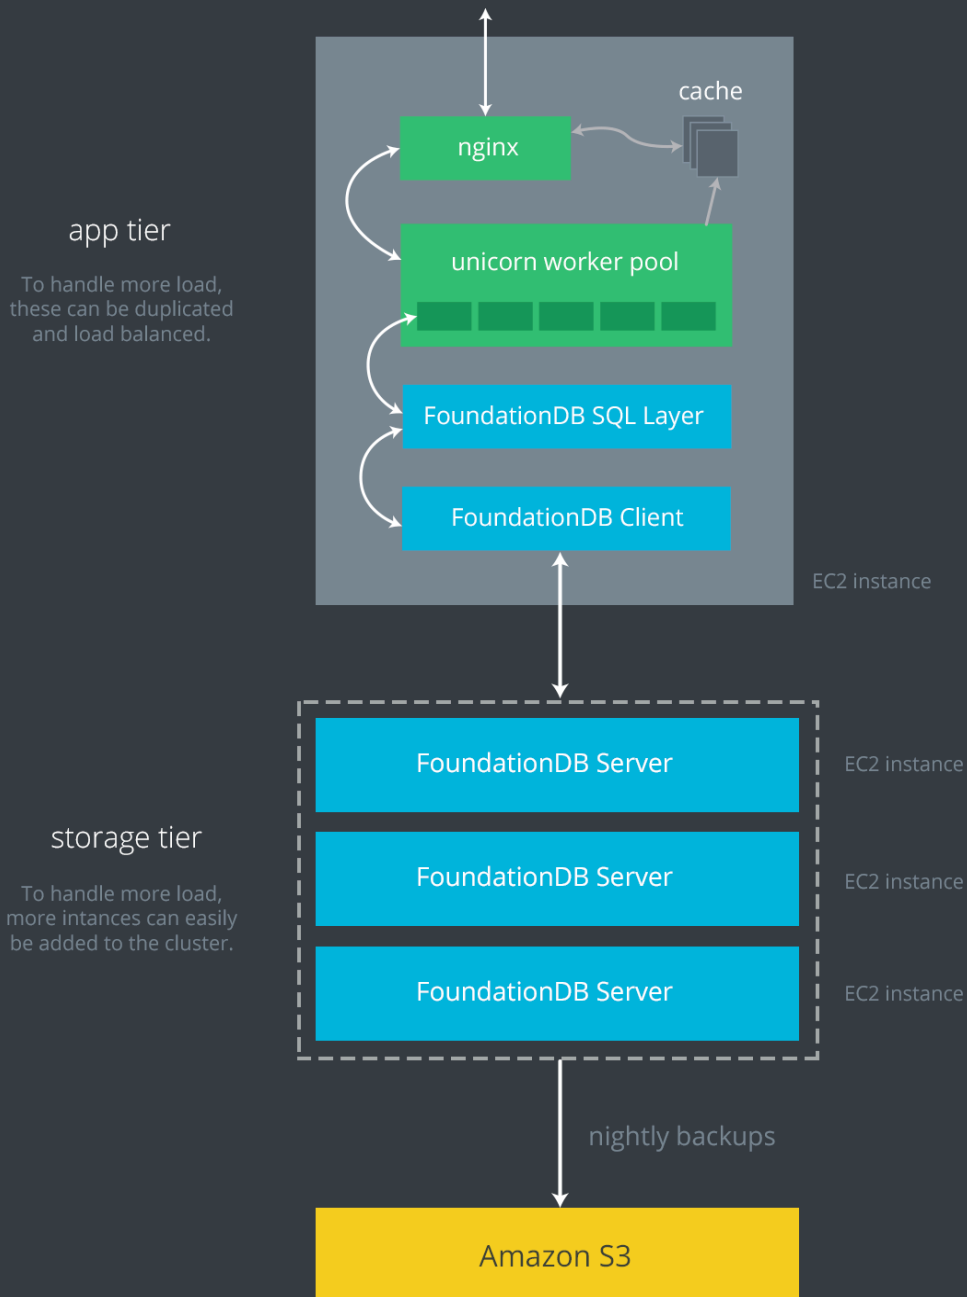 cache
nginx
app tier
To handle more load,
these can be duplicated
and load balanced.
unicorn worker pool
FoundationDB SQL Layer
FoundationDB Client
EC2 instance
FoundationDB Server
EC2 instance
storage tier
To handle more load,
more intances can easily
be added to the cluster.
FoundationDB Server
EC2 instance
FoundationDB Server
EC2 instance
nightly backups
Amazon S3